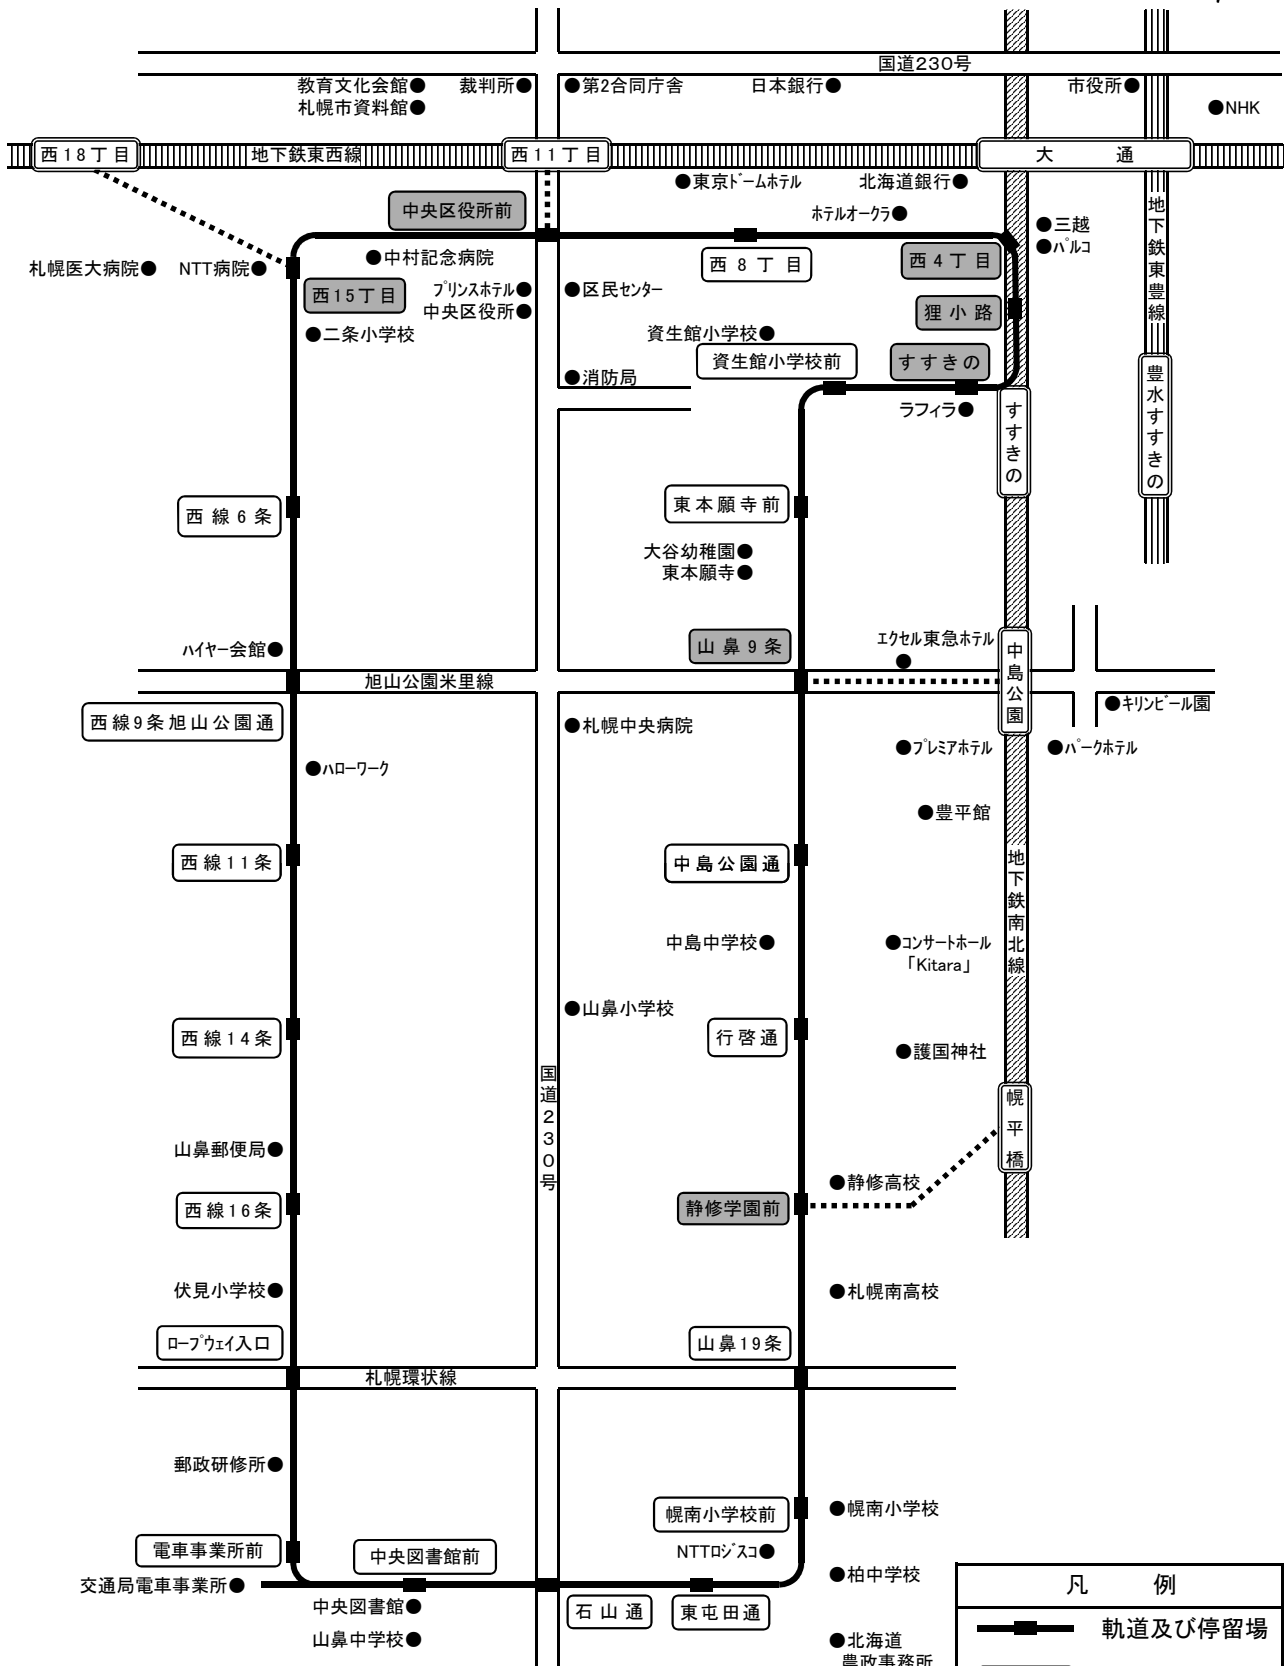 国道230号
教育文化会館●
裁判所●
●第2合同庁舎
日本銀行●
市役所●
札幌市資料館●
●NHK
西18丁目
地下鉄東西線
西11丁目
大通
●東京ドームホテル
北海道銀行●
中央区役所前
ホテルオークラ●
地下鉄東豊線
●三越
●パルコ
●中村記念病院
西8丁目
西4丁目
札幌医大病院●
NTT病院●
西15丁目
プリンスホテル●
●区民センター
中央区役所●
狸小路
●二条小学校
資生館小学校●
資生館小学校前
すすきの
●消防局
豊水すすきの
ラフィラ●
すすきの
西線6条
東本願寺前
大谷幼稚園●
東本願寺●
ハイヤー会館●
山鼻9条
エクセル東急ホテル
●
中島公園
旭山公園米里線
西線9条旭山公園通
●札幌中央病院
●キリンビール園
●プレミアホテル
●パークホテル
●ハローワーク
●豊平館
西線11条
中島公園通
地下鉄南北線
中島中学校●
●コンサートホール
「Kitara」
●山鼻小学校
西線14条
行啓通
●護国神社
国道230号
幌平橋
山鼻郵便局●
●静修高校
西線16条
静修学園前
伏見小学校●
●札幌南高校
ロープウェイ入口
山鼻19条
札幌環状線
郵政研修所●
幌南小学校前
●幌南小学校
電車事業所前
中央図書館前
NTTロジスコ●
●柏中学校
交通局電車事業所●
凡例
中央図書館●
石山通
東屯田通
軌道及び停留場
山鼻中学校●
●北海道
農政事務所